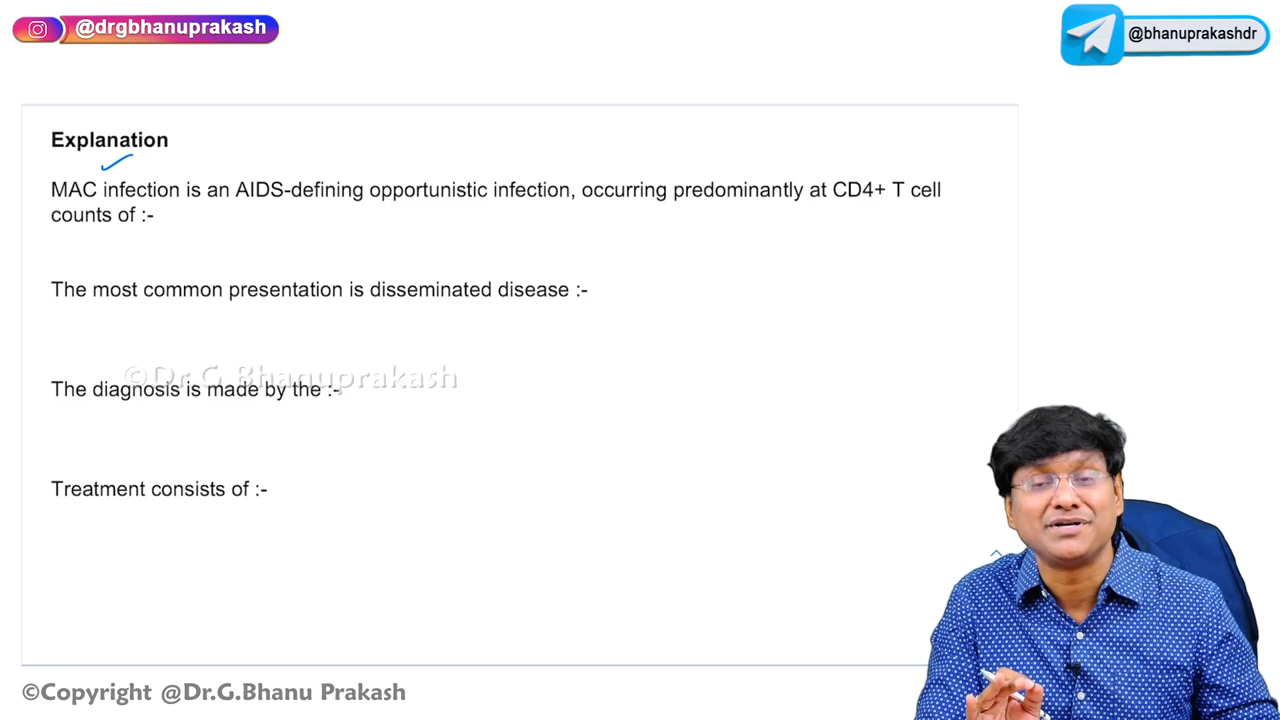 @drgbhanuprakash
@bhanuprakashdr
Explanation
MAC infection is an AIDS-defining opportunistic infection, occurring predominantly at CD4+ T cell
counts of :-
The most common presentation is disseminated disease :-
©Dr.G.Bhanuprakash
The diagnosis is made by the :-
Treatment consists of :-
©Copyright @Dr.G.Bhanu Prakash